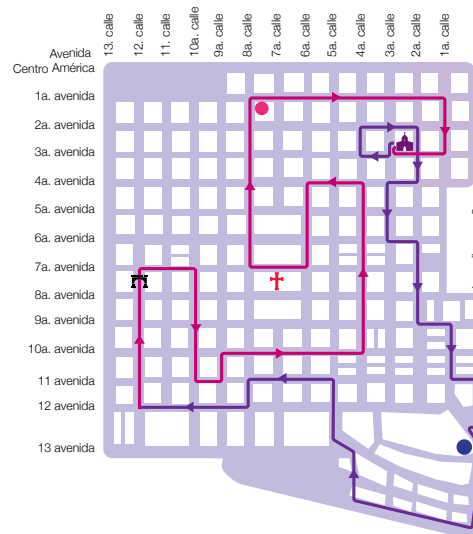 13. calle
12. calle
11. calle
10a. calle
9a. calle
8a. calle
7a. calle
6a. calle
5a. calle
4a. calle
3a. calle
2a. calle
1a. calle
Avenida
Centro América
1a. avenida
2a. avenida
3a. avenida
4a. avenida
5a. avenida
6a. avenida
7a. avenida
8a. avenida
9a. avenida
10a. avenida
11 avenida
12 avenida
13 avenida